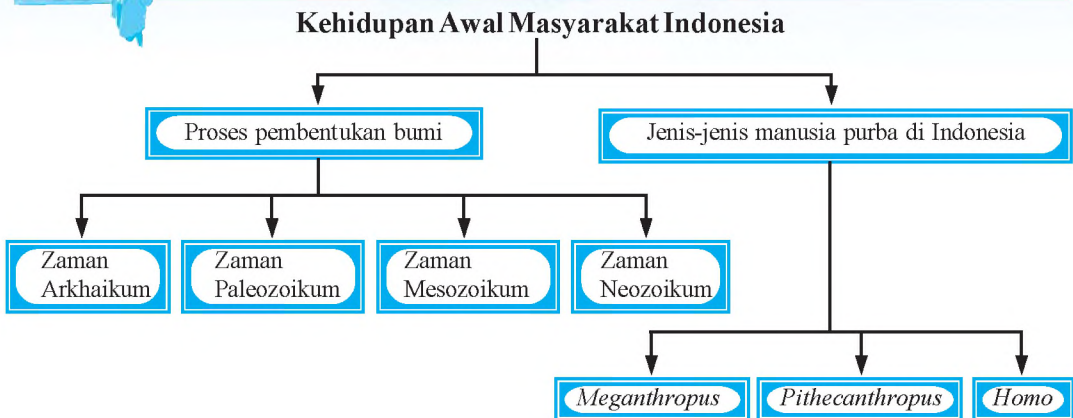 Kehidupan Awal Masyarakat Indonesia
Proses pembentukan bumi
Jenis-jenis manusia purba di Indonesia
Zaman
Arkhaikum
Zaman
Paleozoikum
Zaman
Mesozoikum
Zaman
Neozoikum
Meganthropus
Pithecanthropus
Homo